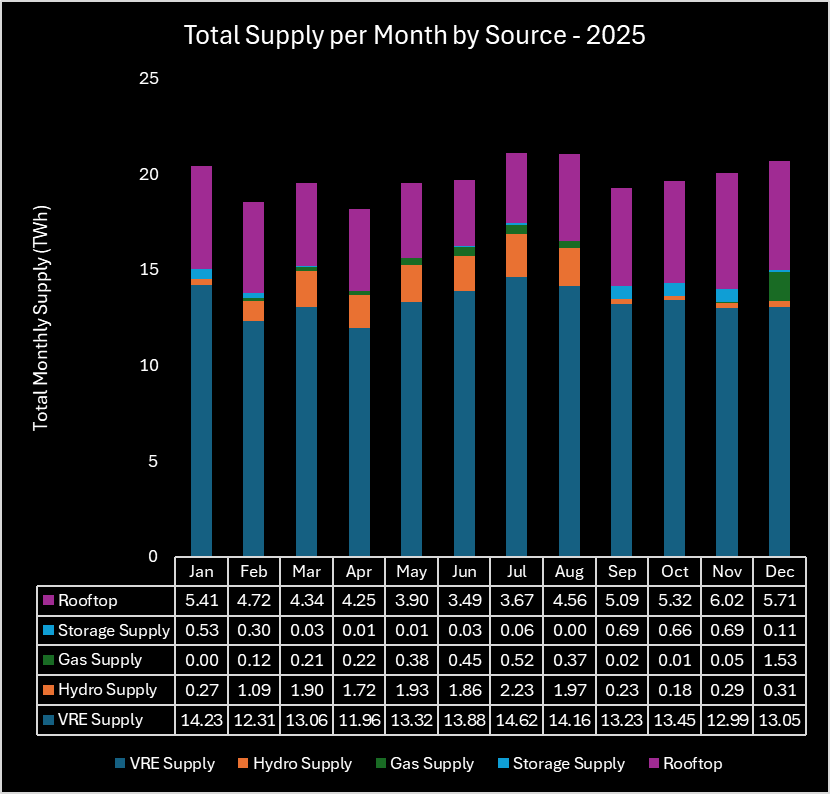 Total Supply per Month by Source - 2025
25
20
15
10
5
0
Total Monthly Supply (TWh)
Jan Feb Mar Apr May Jun Jul Aug Sep Oct Nov Dec
Rooftop 5.41 4.72 4.34 4.25 3.90 3.49 3.67 4.56 5.09 5.32 6.02 5.71
Storage Supply 0.53 0.30 0.03 0.01 0.01 0.03 0.06 0.00 0.69 0.66 0.69 0.11
Gas Supply 0.00 0.12 0.21 0.22 0.38 0.45 0.52 0.37 0.02 0.01 0.05 1.53
Hydro Supply 0.27 1.09 1.90 1.72 1.93 1.86 2.23 1.97 0.23 0.18 0.29 0.31
VRE Supply 14.23 12.31 13.06 11.96 13.32 13.88 14.62 14.16 13.23 13.45 12.99 13.05
VRE Supply Hydro Supply Gas Supply Storage Supply Rooftop